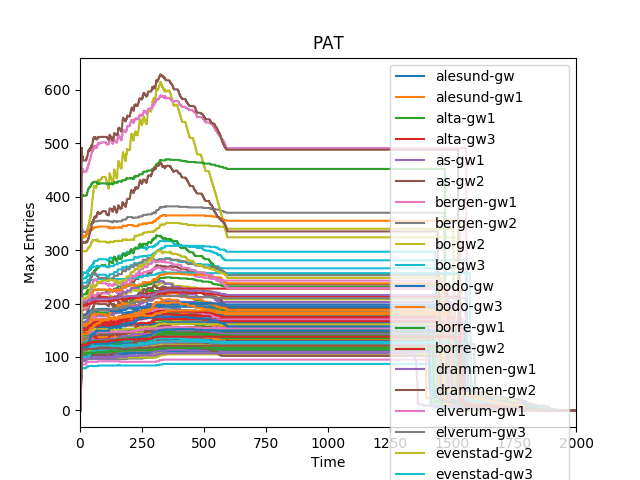 PAT
Max Entries
600
500
400
300
200
100
0
0
250
500
750
1000
1250
1500
1750
2000
Time
alesund-gw
alesund-gw1
alta-gw1
alta-gw3
as-gw1
as-gw2
bergen-gw1
bergen-gw2
bo-gw2
bo-gw3
bodo-gw
bodo-gw3
borre-gw1
borre-gw2
drammen-gw1
drammen-gw2
elverum-gw1
elverum-gw3
evenstad-gw2
evenstad-gw3